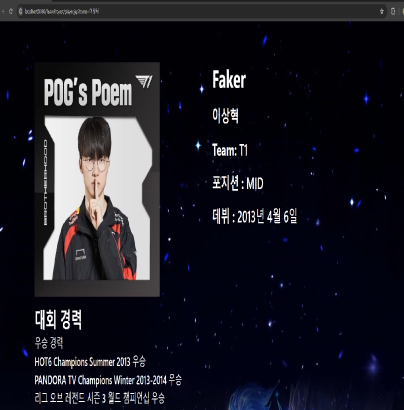 POG's Poem
T1
BROTHERHOOD
Faker
이상혁
Team: T1
포지션 : MID
데뷔 : 2013년 4월 6일
대회 경력
우승 경력
HOT6 Champions Summer 2013 우승
PANDORA TV Champions Winter 2013-2014 우승
리그 오브 레전드 시즌 3 월드 챔피언십 우승